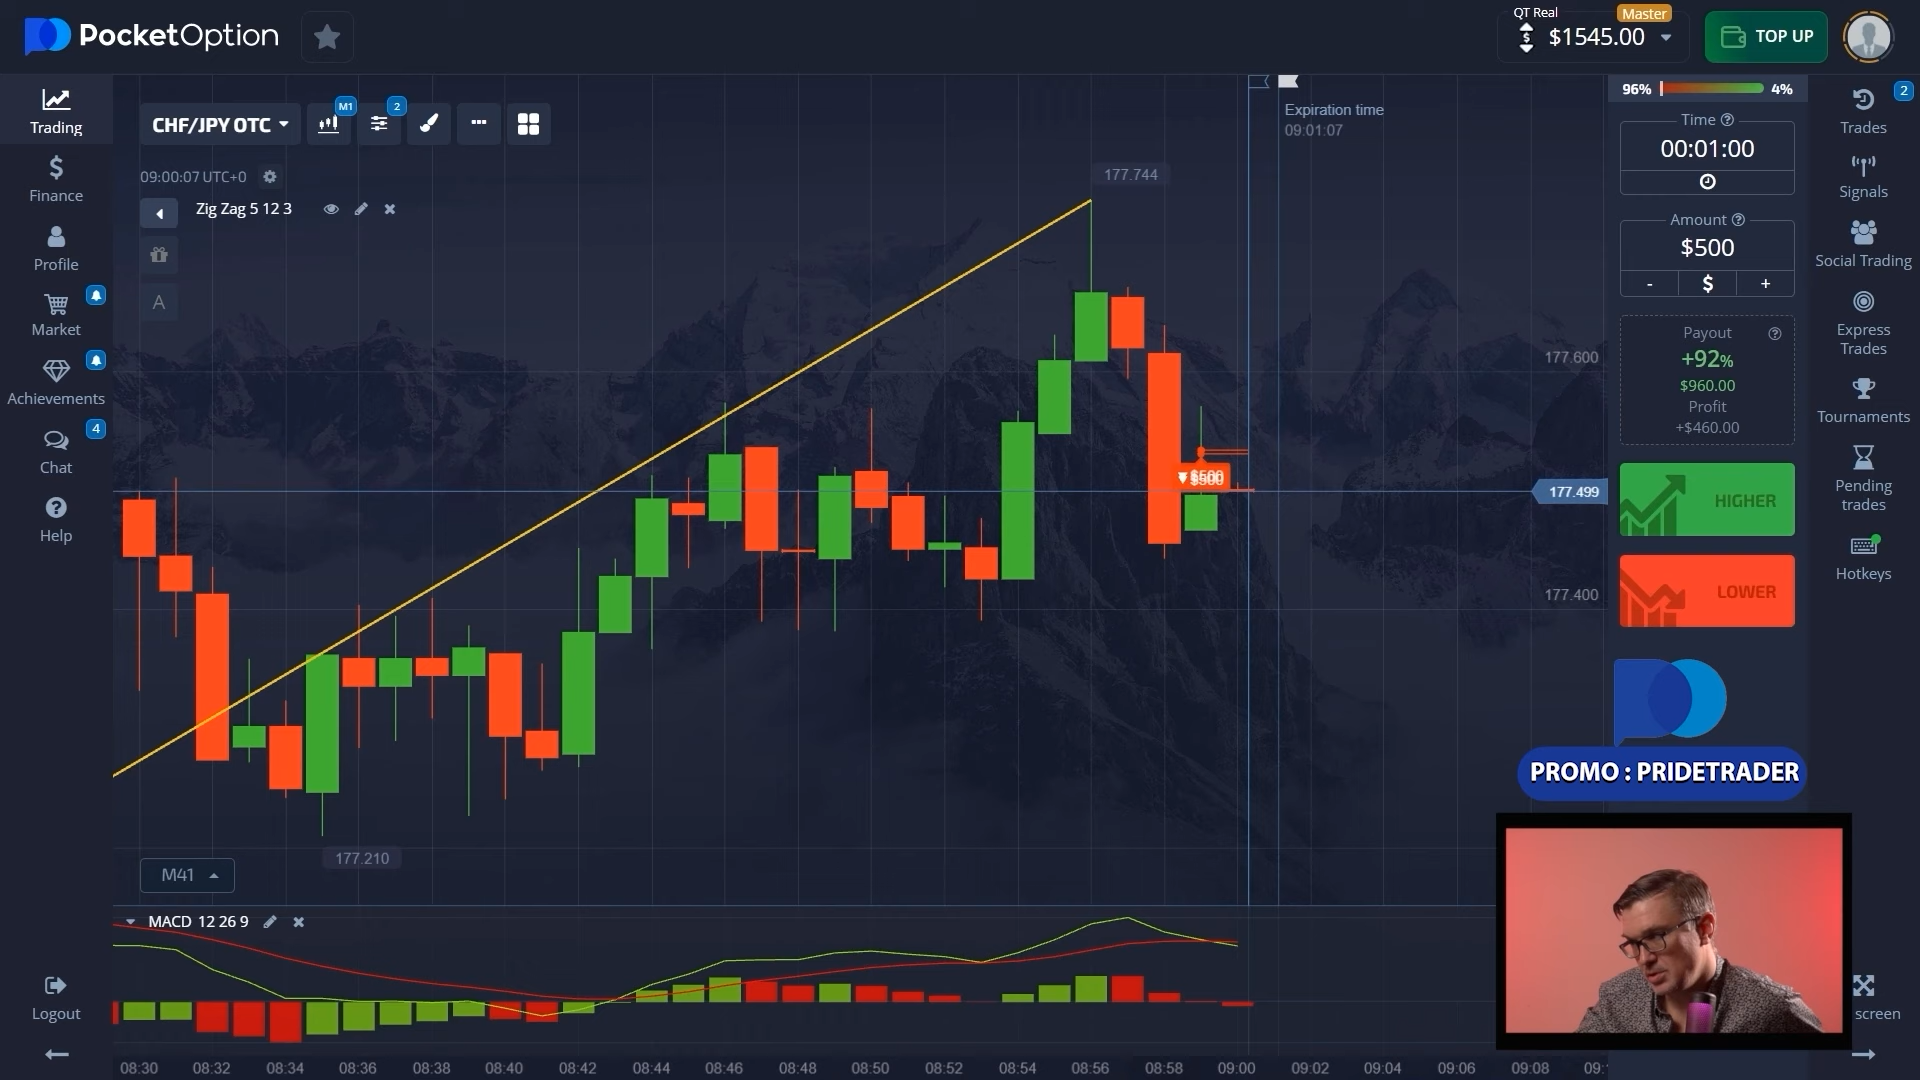 PocketOption
QT Real
Master
$1545.00
TOP UP
Trading
Finance
Profile
Market
Achievements
Chat
4
Help
Logout
CHF/JPY OTC
M1
2
09:00:07 UTC+0
Zig Zag 5 12 3
A
Expiration time
09:01:07
177.744
177.600
177.499
177.400
177.210
$500
M41
MACD 12 26 9
08:30 08:32 08:34 08:36 08:38 08:40 08:42 08:44 08:46 08:48 08:50 08:52 08:54 08:56 08:58 09:00 09:02 09:04 09:06 09:08
96%
4%
Time
00:01:00
Amount
$500
- $ +
Payout
+92%
$960.00
Profit
+$460.00
HIGHER
LOWER
PROMO : PRIDETRADER
2
Trades
Signals
Social Trading
Express
Trades
Tournaments
Pending
trades
Hotkeys
screen